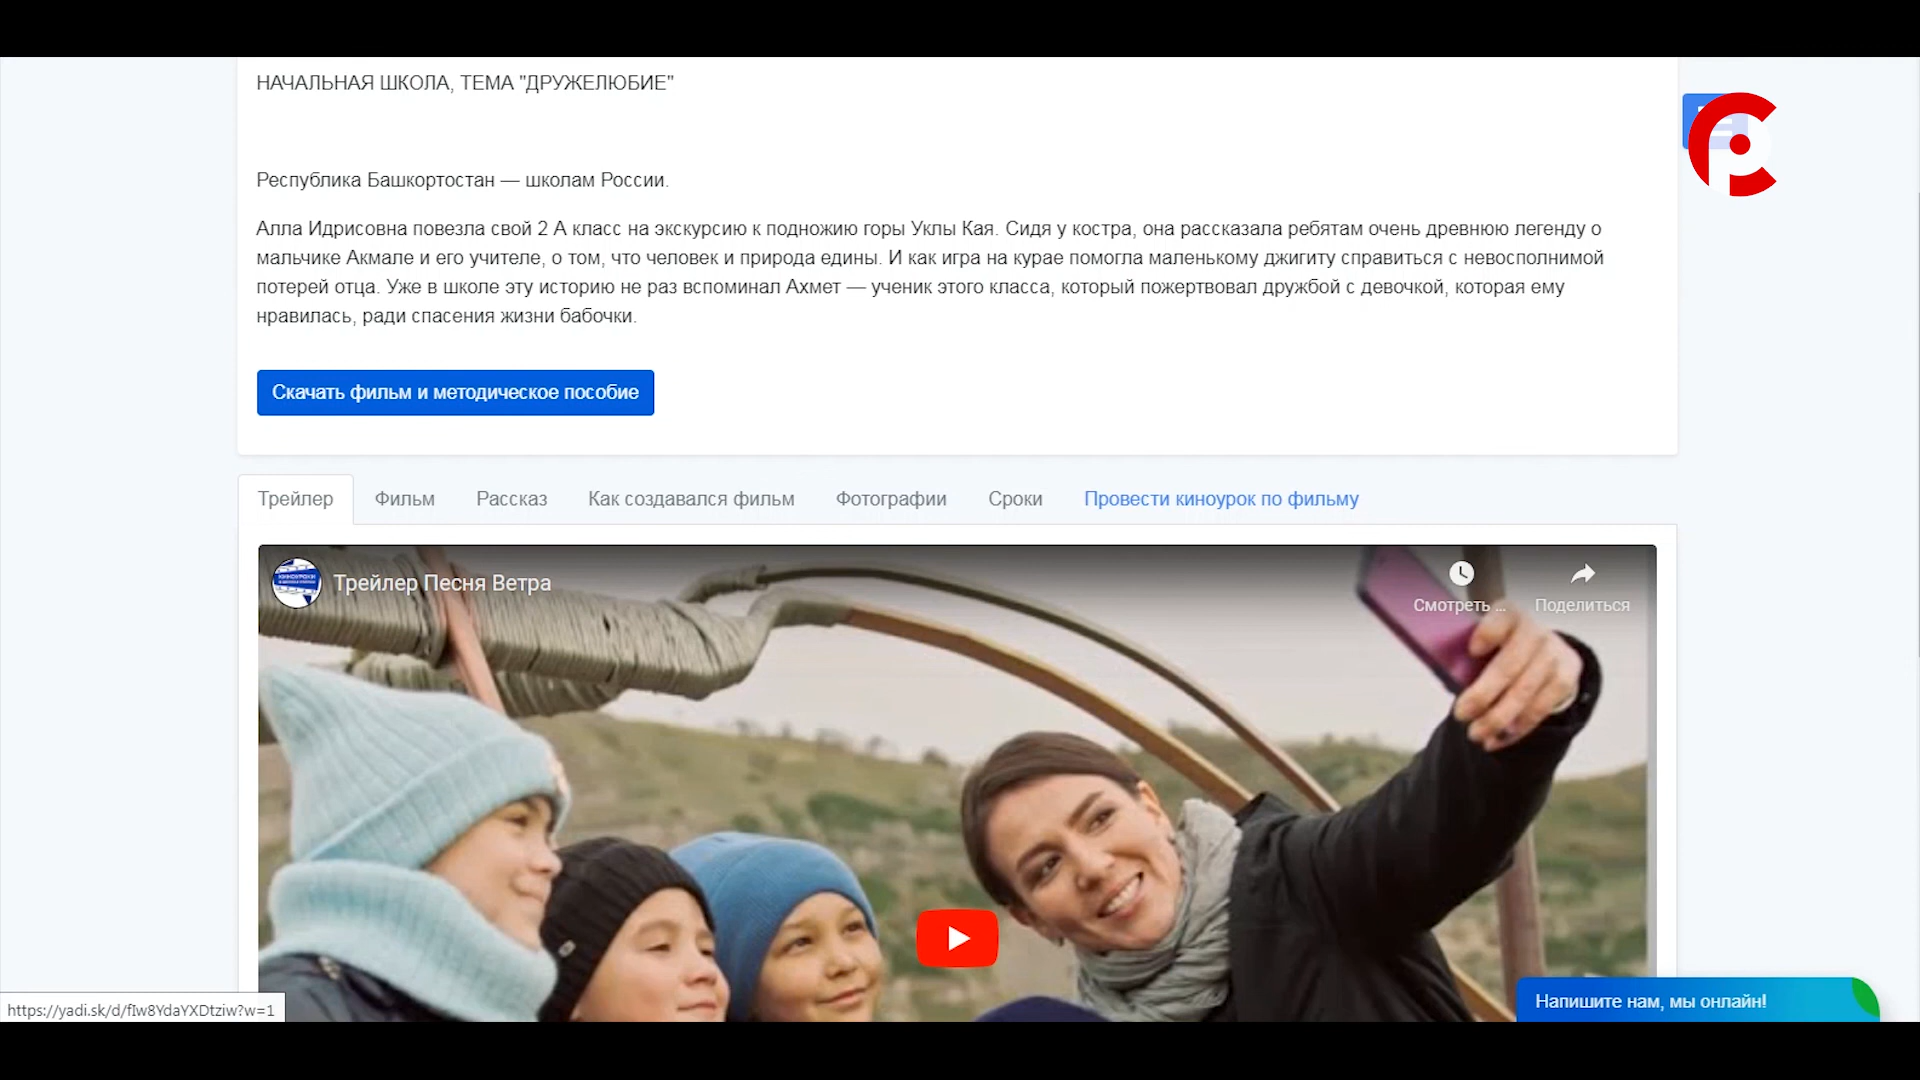 НАЧАЛЬНАЯ ШКОЛА, ТЕМА "ДРУЖЕЛЮБИЕ"
Республика Башкортостан — школам России.
Алла Идрисовна повезла свой 2 А класс на экскурсию к подножию горы Уклы Кая. Сидя у костра, она рассказала ребятам очень древнюю легенду о
мальчике Акмале и его учителе, о том, что человек и природа едины. И как игра на курае помогла маленькому джигиту справиться с невосполнимой
потерей отца. Уже в школе эту историю не раз вспоминал Ахмет — ученик этого класса, который пожертвовал дружбой с девочкой, которая ему
нравилась, ради спасения жизни бабочки.
Скачать фильм и методическое пособие
Трейлер Фильм Рассказ Как создавался фильм Фотографии Сроки Провести киноурок по фильму
КИНОУРОКИ
Трейлер Песня Ветра
Смотреть ... Поделиться
https://yadi.sk/d/fIw8YdaYXDtziw?w=1
Напишите нам, мы онлайн!